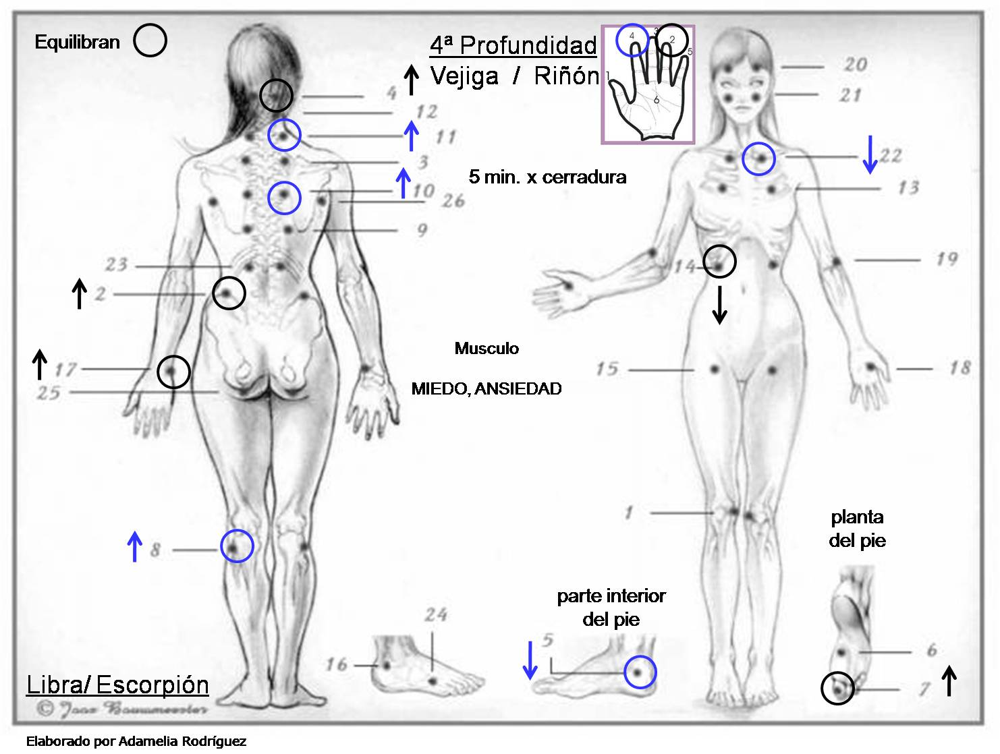 Equilibran
4ª Profundidad
Vejiga / Riñón
4
3
2
5
1
6
4
12
11
3
10
26
9
23
2
17
25
8
5 min. x cerradura
Musculo
MIEDO, ANSIEDAD
20
21
22
13
14
19
15
18
1
planta
del pie
6
7
parte interior
del pie
5
24
16
Libra/ Escorpión
©
Elaborado por Adamelia Rodríguez